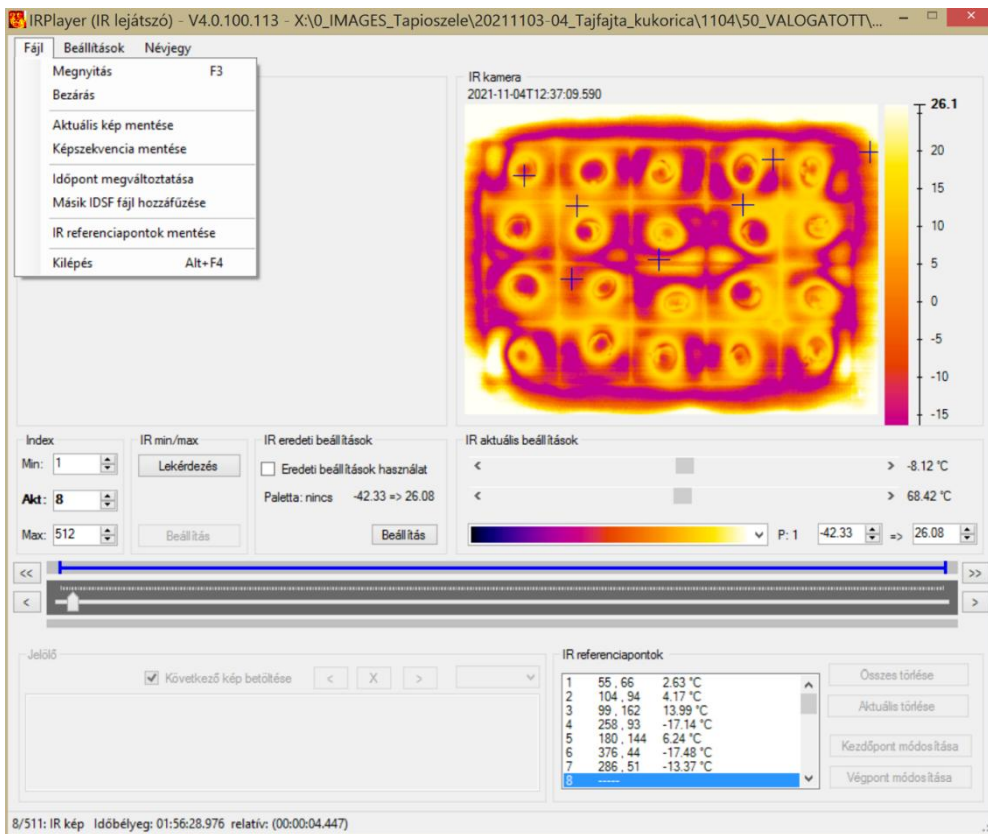 IRPlayer (IR lejátszó) - V4.0.100.113 - X:\0_IMAGES_Tapioszele\20211103-04_Tajfajta_kukorica\1104\50_VALOGATOTT\...
Fájl Beállítások Névjegy
Megnyitás F3
Bezárás
Aktuális kép mentése
Képszekvencia mentése
Időpont megváltoztatása
Másik IDSF fájl hozzáfűzése
IR referenciapontok mentése
Kilépés Alt+F4
IR kamera
2021-11-04T12:37:09.590
26.1
20
15
10
5
0
-5
-10
-15
Index
Min: 1
Akt: 8
Max: 512
IR min/max
Lekérdezés
Beállítás
IR eredeti beállítások
Eredeti beállítások használat
Paletta: nincs -42.33 => 26.08
Beállítás
IR aktuális beállítások
< > -8.12 °C
< > 68.42 °C
P: 1 -42.33 => 26.08
<< >>
< >
Jelölő
Következő kép betöltése < X >
IR referenciapontok
1 55 , 66 2.63 °C
2 104 , 94 4.17 °C
3 99 , 162 13.99 °C
4 258 , 93 -17.14 °C
5 180 , 144 6.24 °C
6 376 , 44 -17.48 °C
7 286 , 51 -13.37 °C
8 -----
Összes törlése
Aktuális törlése
Kezdőpont módosítása
Végpont módosítása
8/511: IR kép Időbélyeg: 01:56:28.976 relatív: (00:00:04.447)